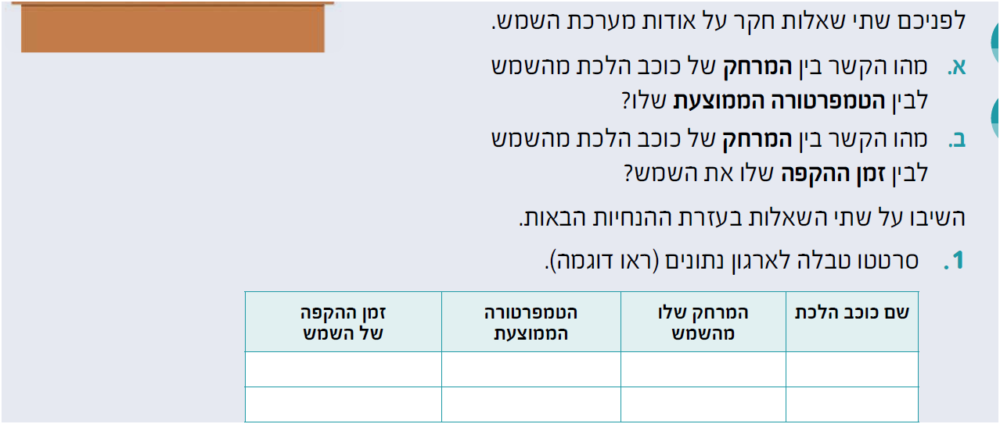 לפניכם שתי שאלות חקר על אודות מערכת השמש.
א. מהו הקשר בין המרחק של כוכב הלכת מהשמש
לבין הטמפרטורה הממוצעת שלו?
ב. מהו הקשר בין המרחק של כוכב הלכת מהשמש
לבין זמן ההקפה שלו את השמש?
השיבו על שתי השאלות בעזרת ההנחיות הבאות.
1. סרטטו טבלה לארגון נתונים (ראו דוגמה).
שם כוכב הלכת
המרחק שלו
מהשמש
הטמפרטורה
הממוצעת
זמן ההקפה
של השמש